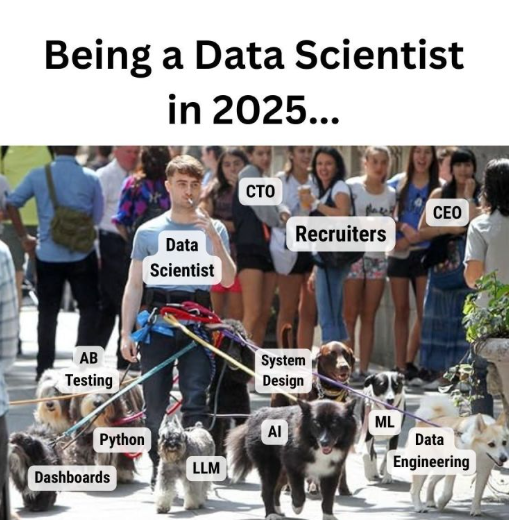 Being a Data Scientist
in 2025...
CTO
CEO
Recruiters
Data
Scientist
AB
Testing
System
Design
Python
AI
ML
Data
Engineering
LLM
Dashboards